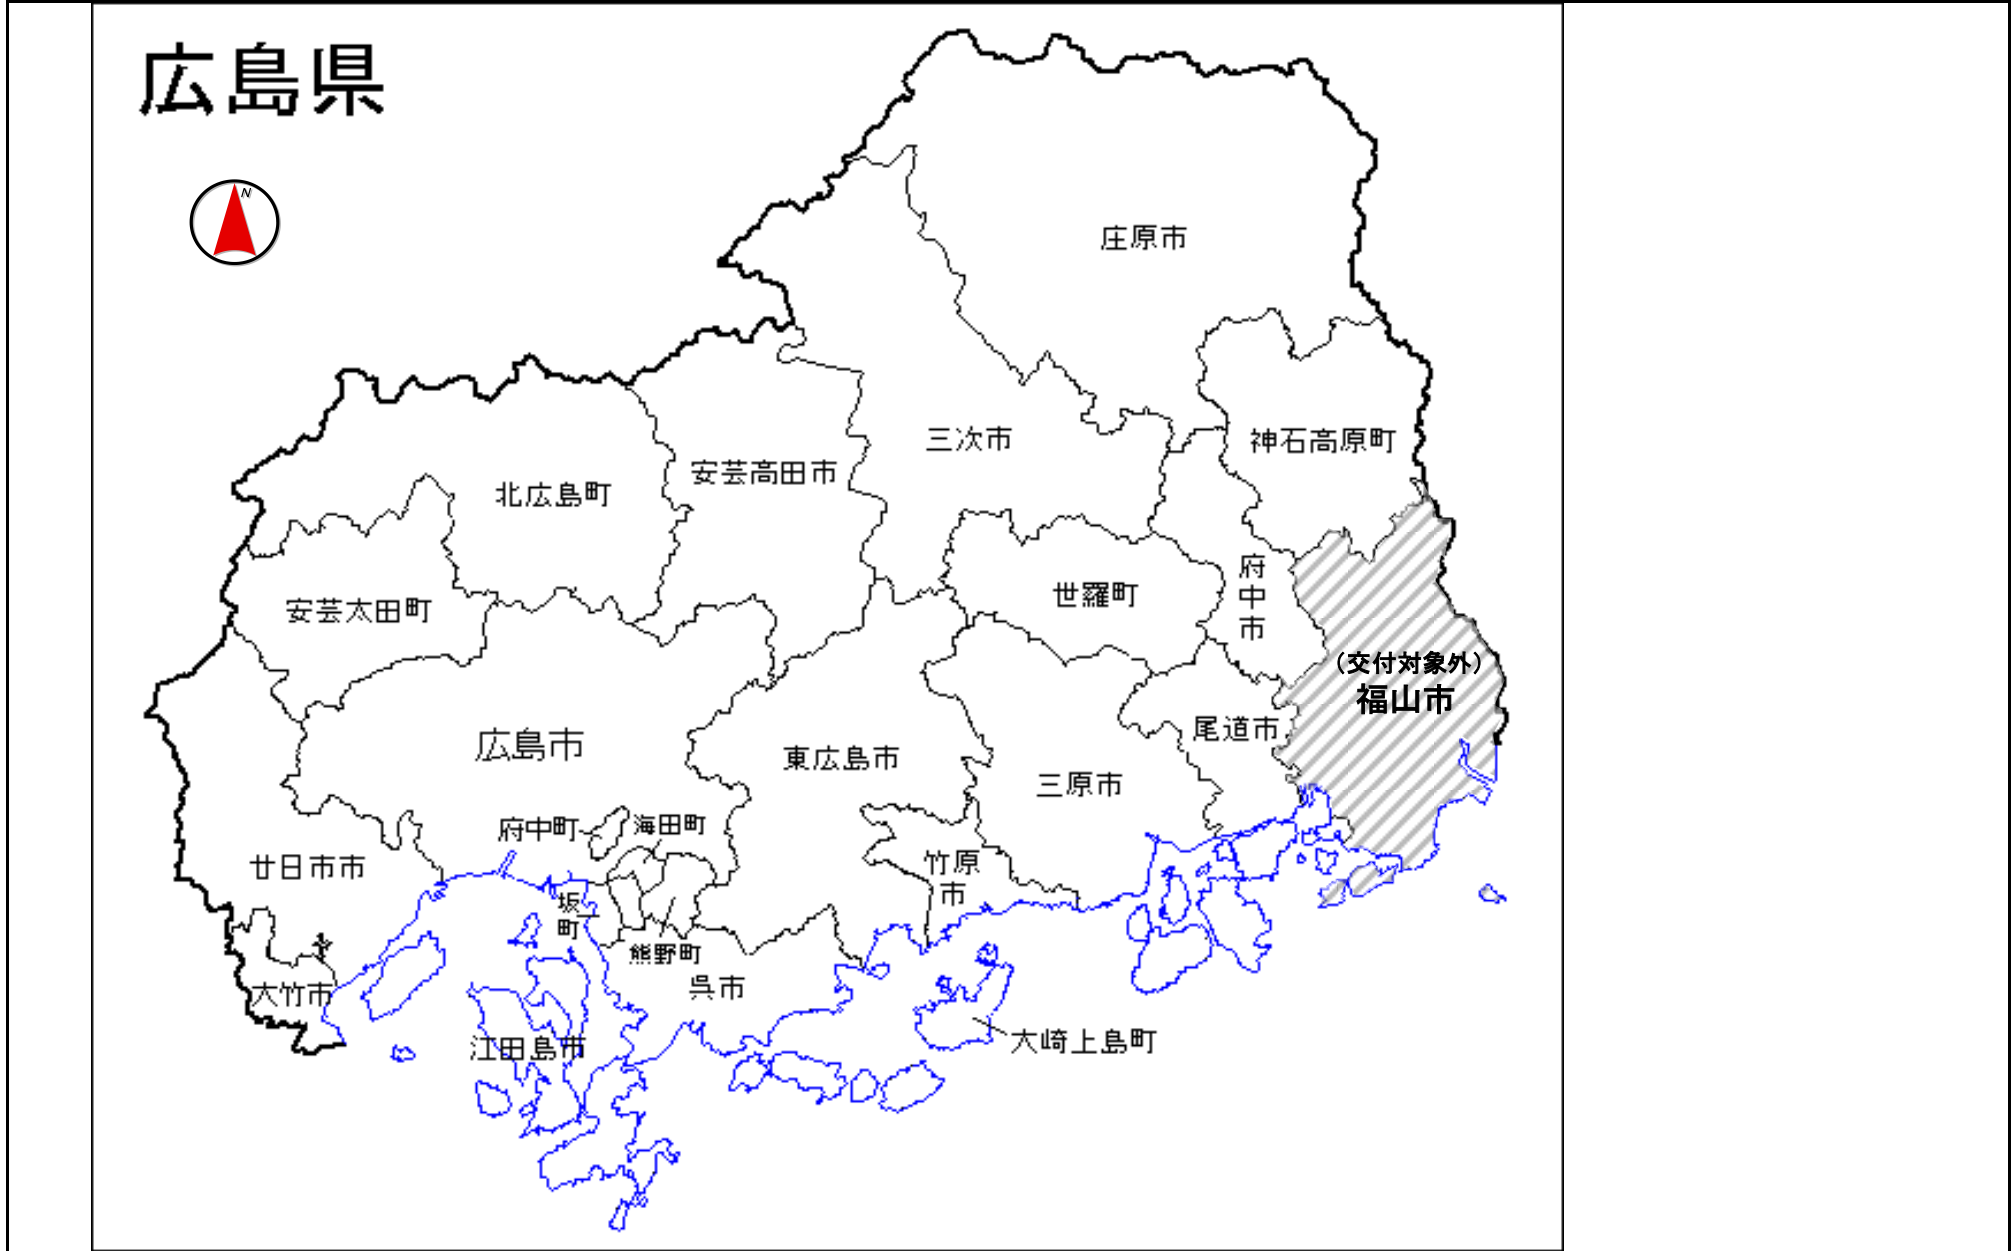 広島県
N
庄原市
三次市
神石高原町
安芸高田市
北広島町
府
中
市
世羅町
安芸太田町
（交付対象外）
福山市
尾道市
広島市
東広島市
三原市
府中町
海田町
廿日市市
竹原
市
坂
町
熊野町
呉市
大竹市
江田島市
大崎上島町